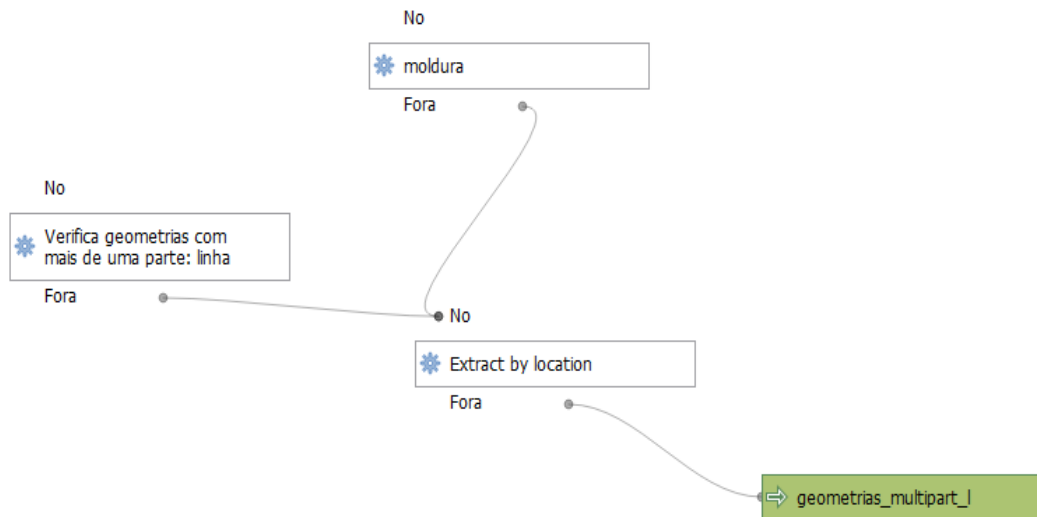 No
moldura
Fora
No
Verifica geometrias com
mais de uma parte: linha
Fora
No
Extract by location
Fora
geometrias_multipart_l